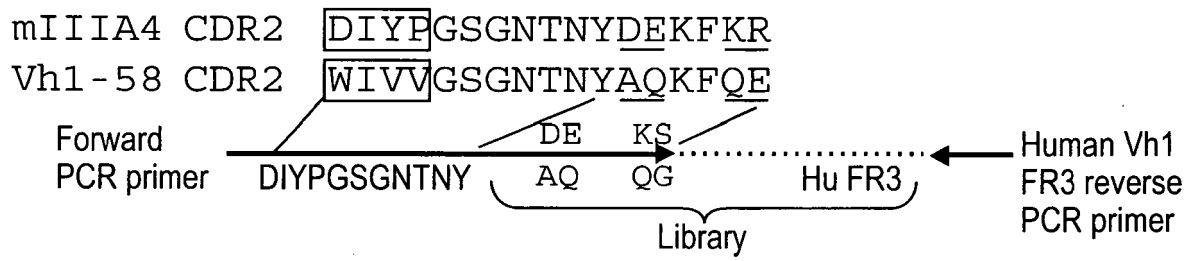 mIIIA4 CDR2 DIYPGSGNTNYDEKFKR
Vh1-58 CDR2 WIVVGSGNTNYAQKFQE
Forward
PCR primer
DE KS
DIYPGSGNTNY
AQ QG
Hu FR3
Library
Human Vh1
FR3 reverse
PCR primer